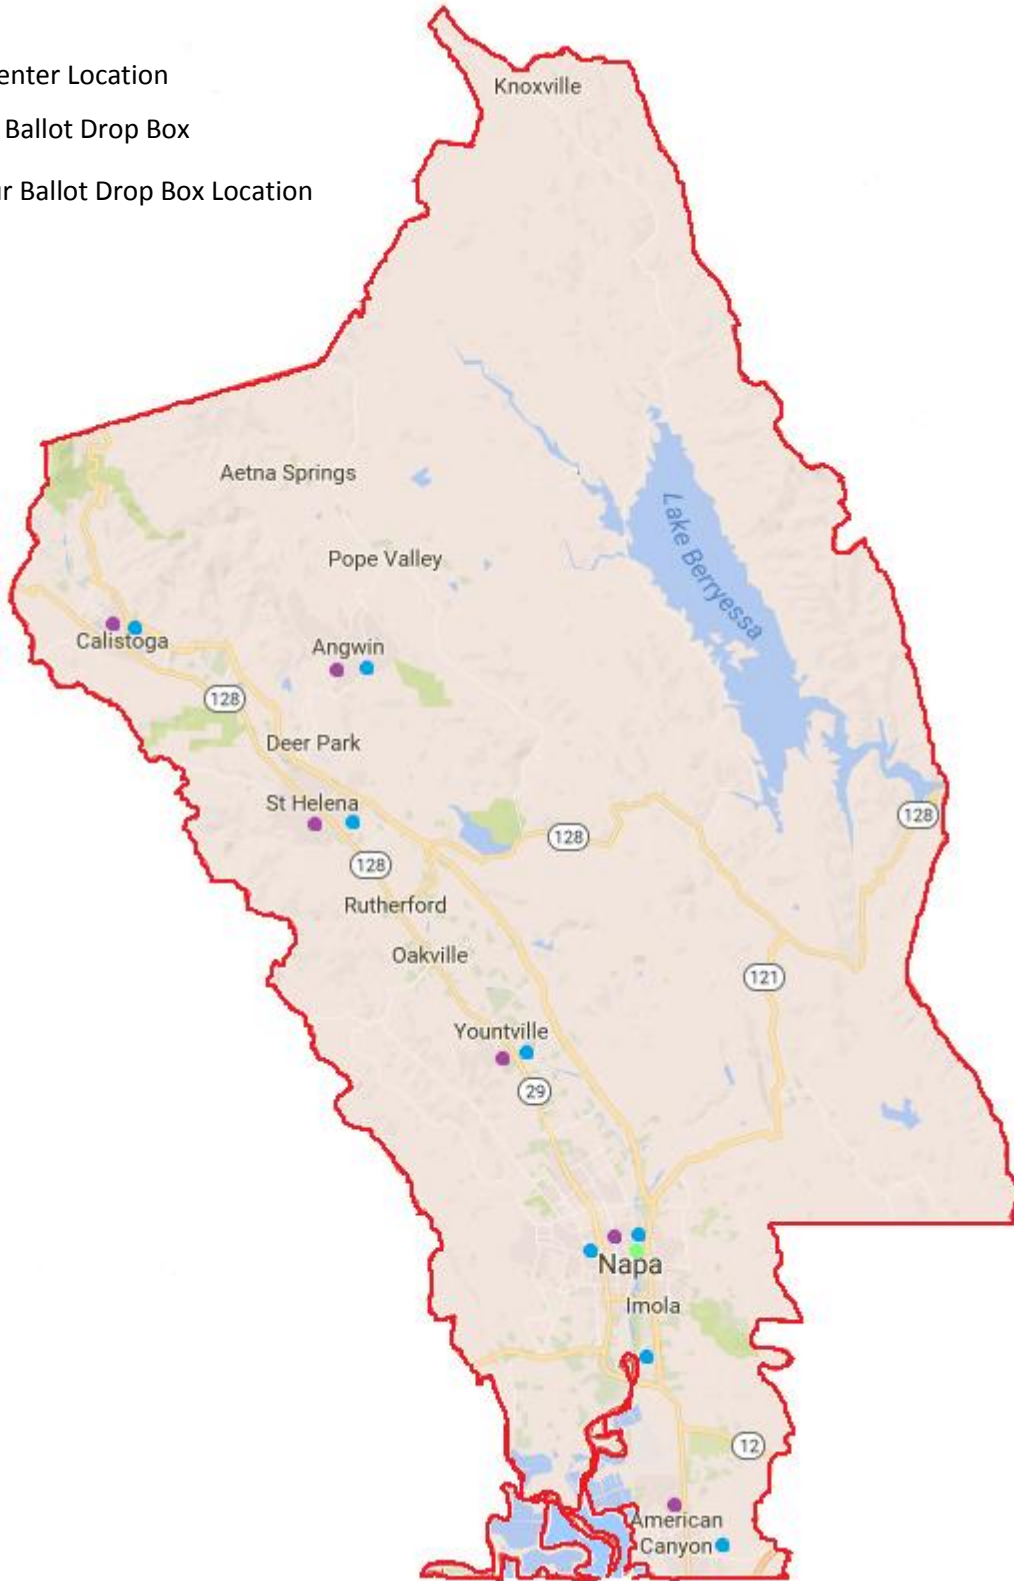 enter Location
Ballot Drop Box
r Ballot Drop Box Location
Knoxville
Aetna Springs
Pope Valley
Lake Berryessa
Calistoga
Angwin
128
Deer Park
St Helena
128
128
128
Rutherford
Oakville
121
Yountville
29
Napa
Imola
12
American
Canyon